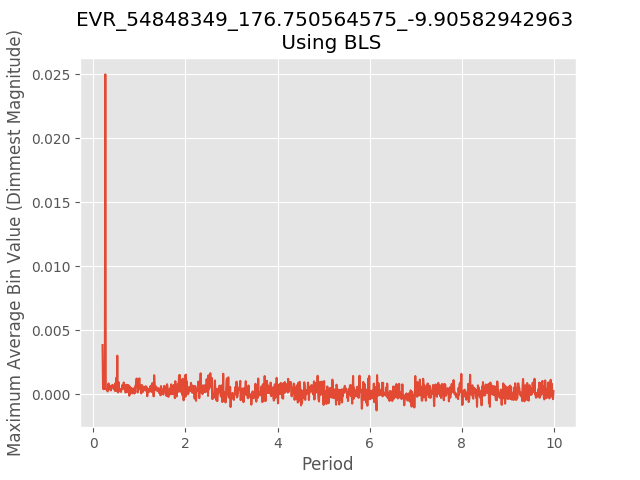 EVR_54848349_176.750564575_-9.90582942963
Using BLS
Maximum Average Bin Value (Dimmest Magnitude)
0.025
0.020
0.015
0.010
0.005
0.000
0 2 4 6 8 10
Period